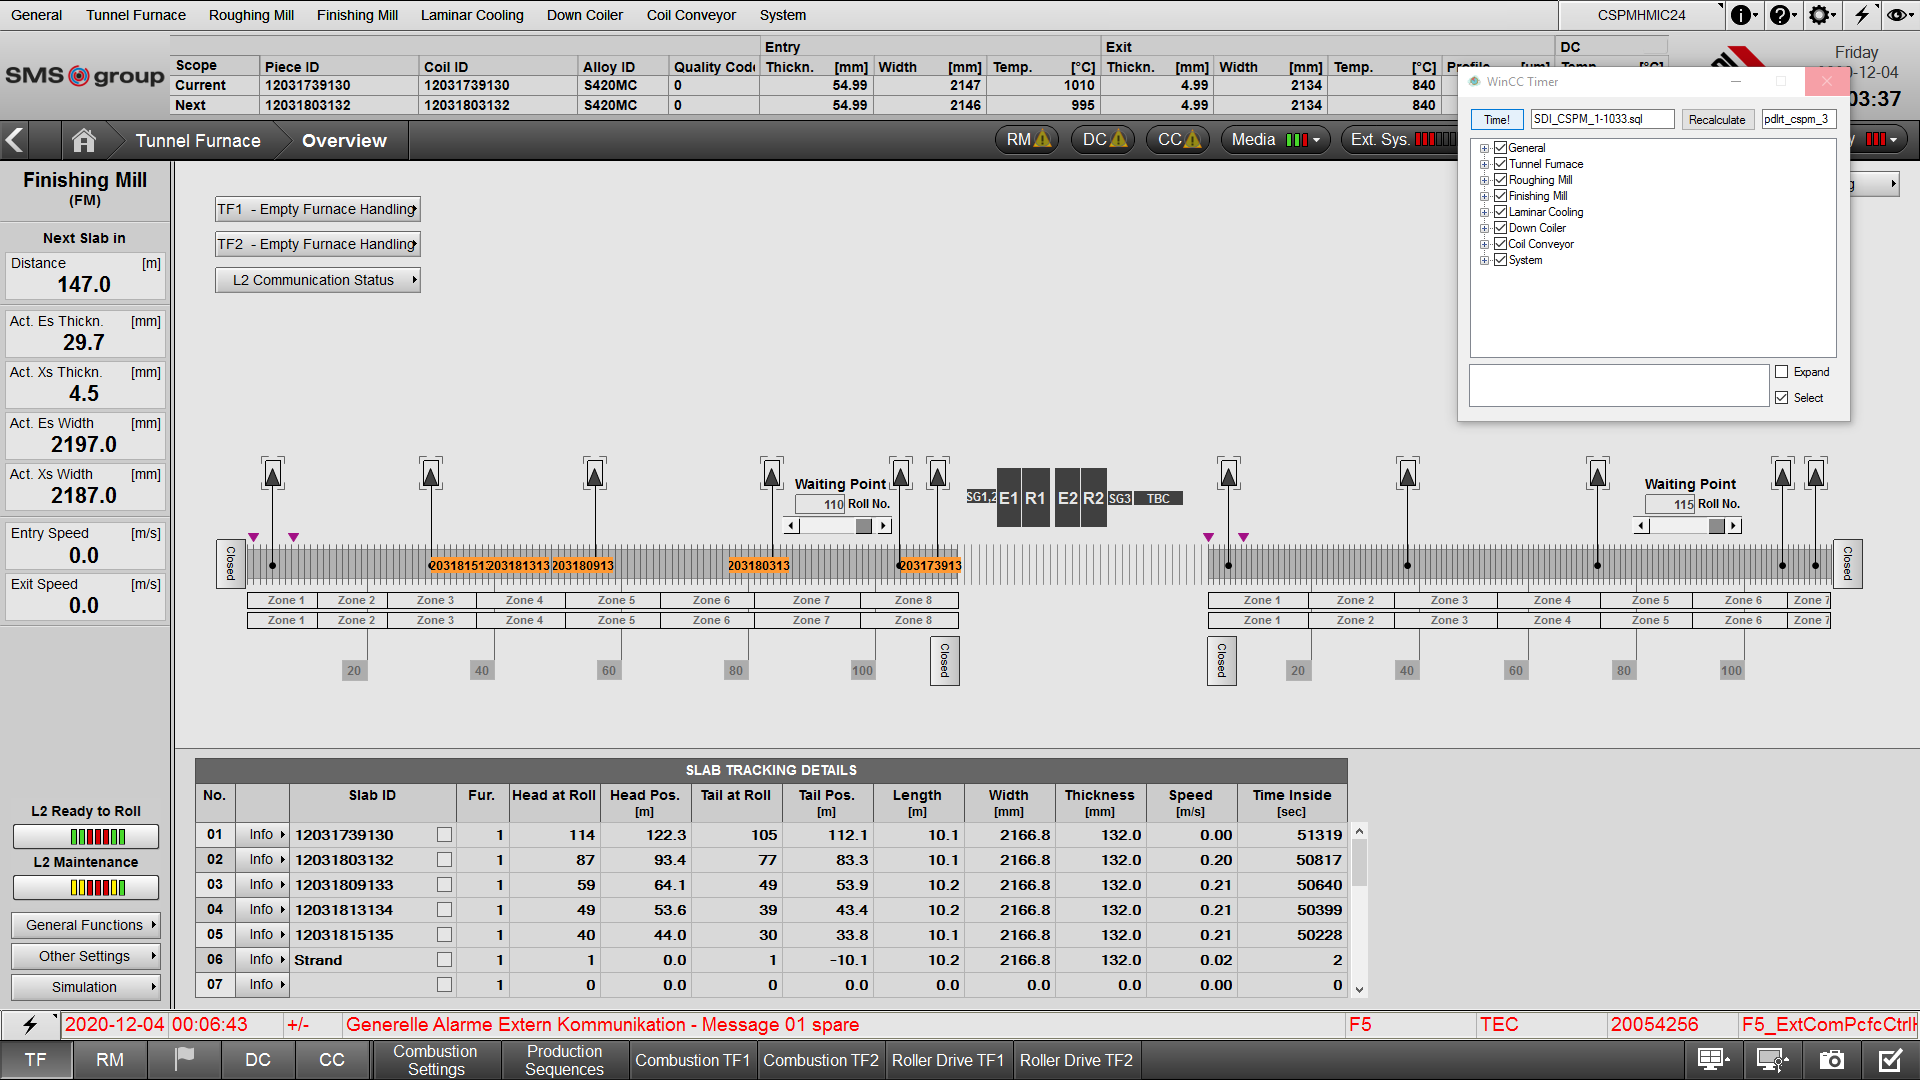 General Tunnel Furnace Roughing Mill Finishing Mill Laminar Cooling Down Coiler Coil Conveyor System CSPMHMIC24
Entry Exit DC
Scope Piece ID Coil ID Alloy ID Quality Code Thickn. [mm] Width [mm] Temp. [°C] Thickn. [mm] Width [mm] Temp. [°C]
Current 12031739130 12031739130 S420MC 0 54.99 2147 1010 4.99 2134 840
Next 12031803132 12031803132 S420MC 0 54.99 2146 995 4.99 2134 840
SMS group
Friday
-12-04
03:37
Tunnel Furnace Overview RM DC CC Media Ext. Sys.
WinCC Timer
Time! SDI_CSPM_1-1033.sql Recalculate pdlrt_cspm_3
General
Tunnel Furnace
Roughing Mill
Finishing Mill
Laminar Cooling
Down Coiler
Coil Conveyor
System
Expand
Select
Finishing Mill
(FM)
Next Slab in
Distance [m]
147.0
Act. Es Thickn. [mm]
29.7
Act. Xs Thickn. [mm]
4.5
Act. Es Width [mm]
2197.0
Act. Xs Width [mm]
2187.0
Entry Speed [m/s]
0.0
Exit Speed [m/s]
0.0
L2 Ready to Roll
L2 Maintenance
General Functions
Other Settings
Simulation
TF1 - Empty Furnace Handling
TF2 - Empty Furnace Handling
L2 Communication Status
Waiting Point
110 Roll No.
SG1,2 E1 R1 E2 R2 SG3 TBC
Waiting Point
115 Roll No.
Closed 203181513 203181313 203180913 203180313 203173913 Closed
Zone 1 Zone 2 Zone 3 Zone 4 Zone 5 Zone 6 Zone 7 Zone 8 Zone 1 Zone 2 Zone 3 Zone 4 Zone 5 Zone 6 Zone 7
Zone 1 Zone 2 Zone 3 Zone 4 Zone 5 Zone 6 Zone 7 Zone 8 Zone 1 Zone 2 Zone 3 Zone 4 Zone 5 Zone 6 Zone 7
20 40 60 80 100 Closed Closed 20 40 60 80 100
SLAB TRACKING DETAILS
No. Slab ID Fur. Head at Roll Head Pos. Tail at Roll Tail Pos. Length Width Thickness Speed Time Inside
[m] [m] [m] [mm] [mm] [m/s] [sec]
01 Info 12031739130 1 114 122.3 105 112.1 10.1 2166.8 132.0 0.00 51319
02 Info 12031803132 1 87 93.4 77 83.3 10.1 2166.8 132.0 0.20 50817
03 Info 12031809133 1 59 64.1 49 53.9 10.2 2166.8 132.0 0.21 50640
04 Info 12031813134 1 49 53.6 39 43.4 10.2 2166.8 132.0 0.21 50399
05 Info 12031815135 1 40 44.0 30 33.8 10.1 2166.8 132.0 0.21 50228
06 Info Strand 1 1 0.0 1 -10.1 10.2 2166.8 132.0 0.02 2
07 Info 1 0 0.0 0 0.0 0.0 0.0 0.0 0.00 0
2020-12-04 00:06:43 +/- Generelle Alarme Extern Kommunikation - Message 01 spare F5 TEC 20054256 F5_ExtComPcfcCtrl
TF RM DC CC Combustion Settings Production Sequences Combustion TF1 Combustion TF2 Roller Drive TF1 Roller Drive TF2